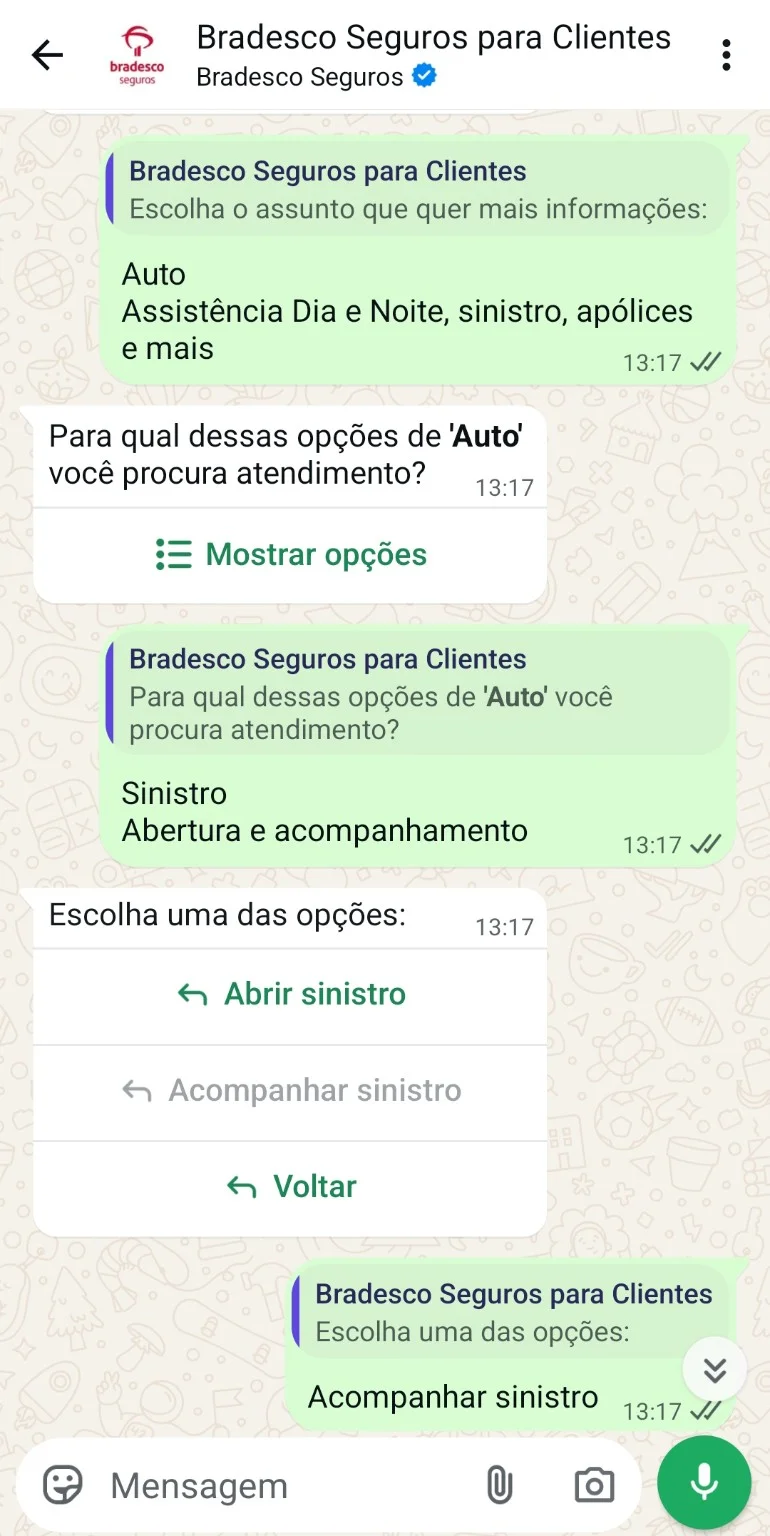 Bradesco Seguros para Clientes
bradesco
seguros
Bradesco Seguros
Bradesco Seguros para Clientes
Escolha o assunto que quer mais informações:
Auto
Assistência Dia e Noite, sinistro, apólices
e mais
13:17
Para qual dessas opções de 'Auto'
você procura atendimento?
13:17
Mostrar opções
Bradesco Seguros para Clientes
Para qual dessas opções de 'Auto' você
procura atendimento?
Sinistro
Abertura e acompanhamento
13:17
Escolha uma das opções:
13:17
Abrir sinistro
Acompanhar sinistro
Voltar
Bradesco Seguros para Clientes
Escolha uma das opções:
Acompanhar sinistro
13:17
Mensagem